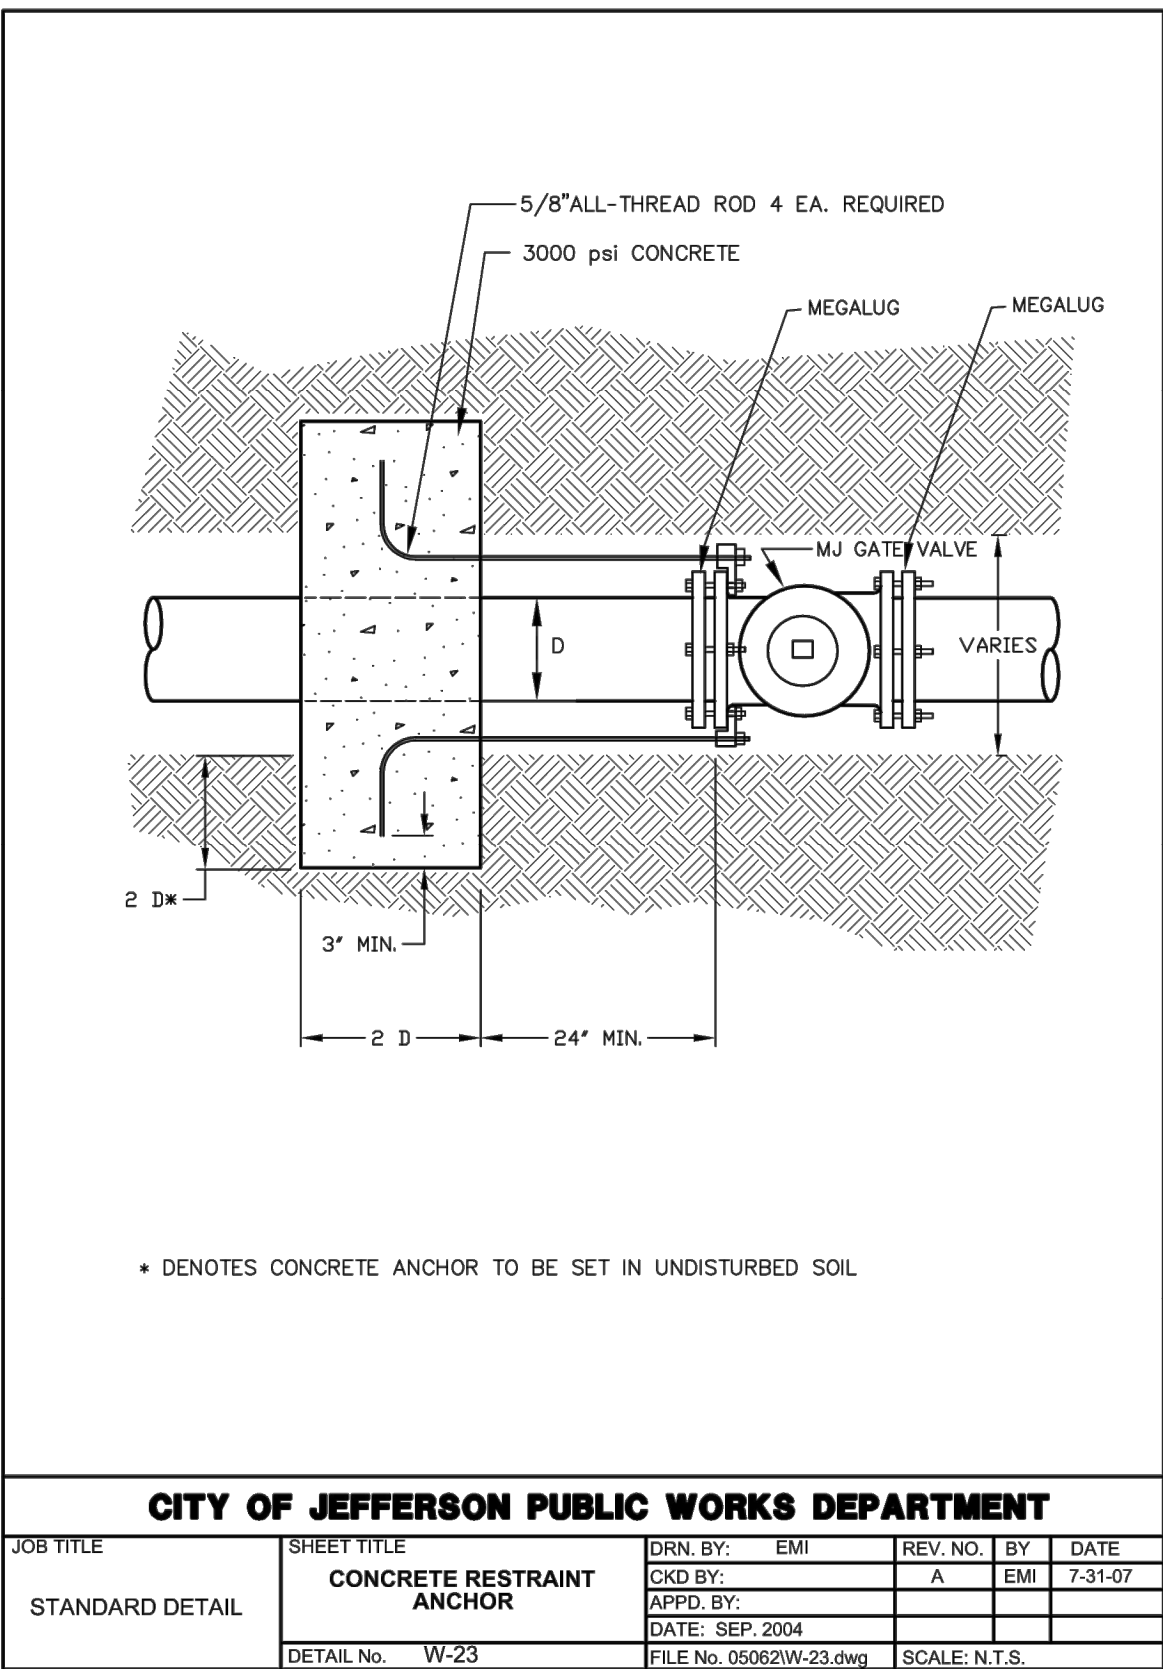 5/8"ALL-THREAD ROD 4 EA. REQUIRED
3000 psi CONCRETE
MEGALUG
MEGALUG
MJ GATE VALVE
D
VARIES
2 D*
3" MIN.
2 D
24" MIN.
* DENOTES CONCRETE ANCHOR TO BE SET IN UNDISTURBED SOIL
CITY OF JEFFERSON PUBLIC WORKS DEPARTMENT
JOB TITLE
STANDARD DETAIL
SHEET TITLE
CONCRETE RESTRAINT
ANCHOR
DETAIL No. W-23
DRN. BY: EMI
CKD BY:
APPD. BY:
DATE: SEP. 2004
FILE No. 05062\W-23.dwg
REV. NO. BY DATE
A EMI 7-31-07
SCALE: N.T.S.